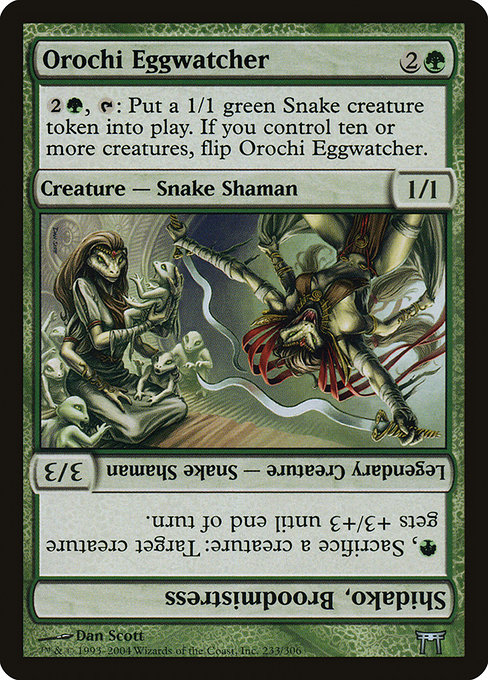 Orochi Eggwatcher 2
2, : Put a 1/1 green Snake creature
token into play. If you control ten or
more creatures, flip Orochi Eggwatcher.
Creature — Snake Shaman 1/1
Shidako, Broodmistress
, Sacrifice a creature: Target creature
gets +3/+3 until end of turn.
Legendary Creature — Snake Shaman 3/3
Dan Scott
™ & © 1993–2004 Wizards of the Coast, Inc. 233/306